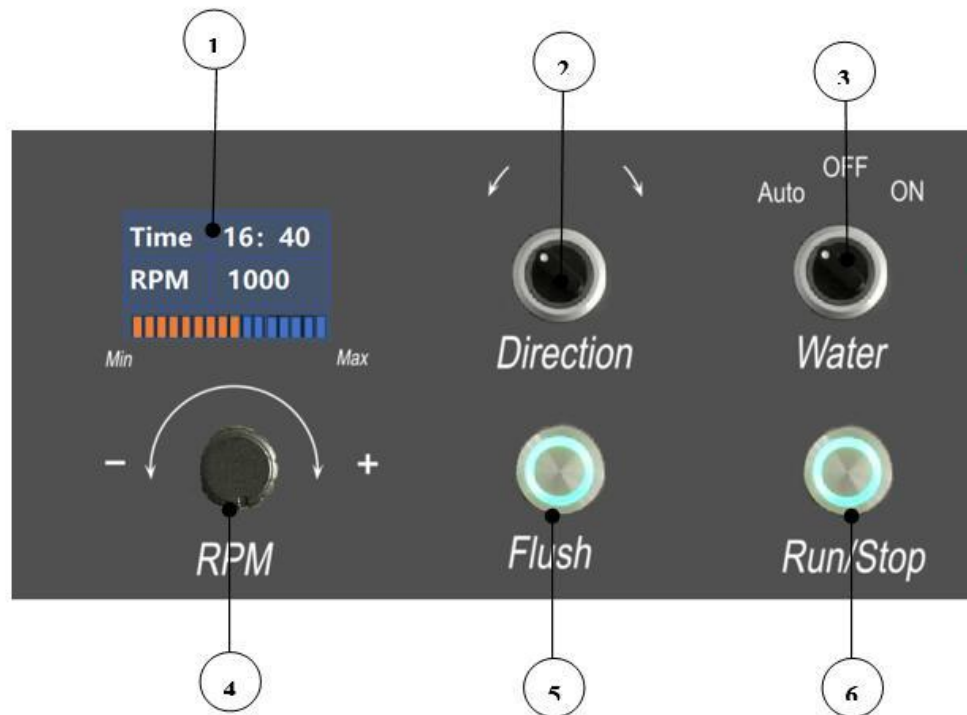 1
2
3
OFF
Auto
ON
Time 16: 40
RPM 1000
Direction
Water
Min
Max
− +
RPM
Flush
Run/Stop
4
5
6